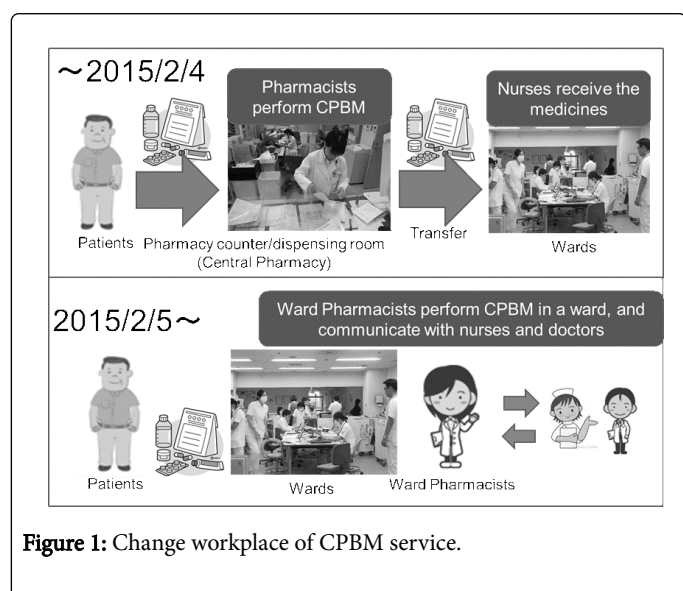 ~2015/2/4
Pharmacists
perform CPBM
Nurses receive the
medicines
Patients
Pharmacy counter/dispensing room
(Central Pharmacy)
Transfer
Wards
2015/2/5~
Ward Pharmacists perform CPBM in a ward, and
communicate with nurses and doctors
Patients
Wards
Ward Pharmacists
Figure 1: Change workplace of CPBM service.